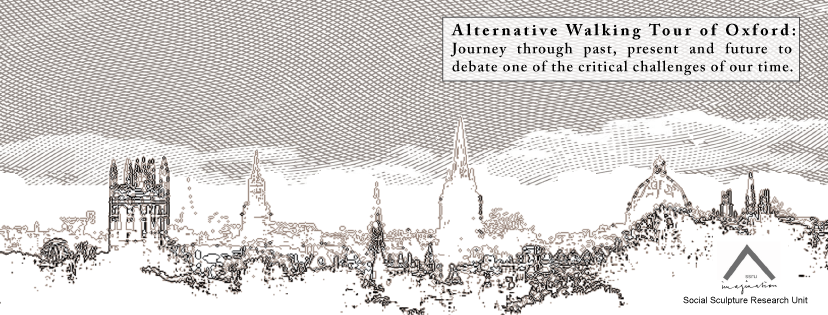 Alternative Walking Tour of Oxford:
Journey through past, present and future to
debate one of the critical challenges of our time.
imagination
Social Sculpture Research Unit